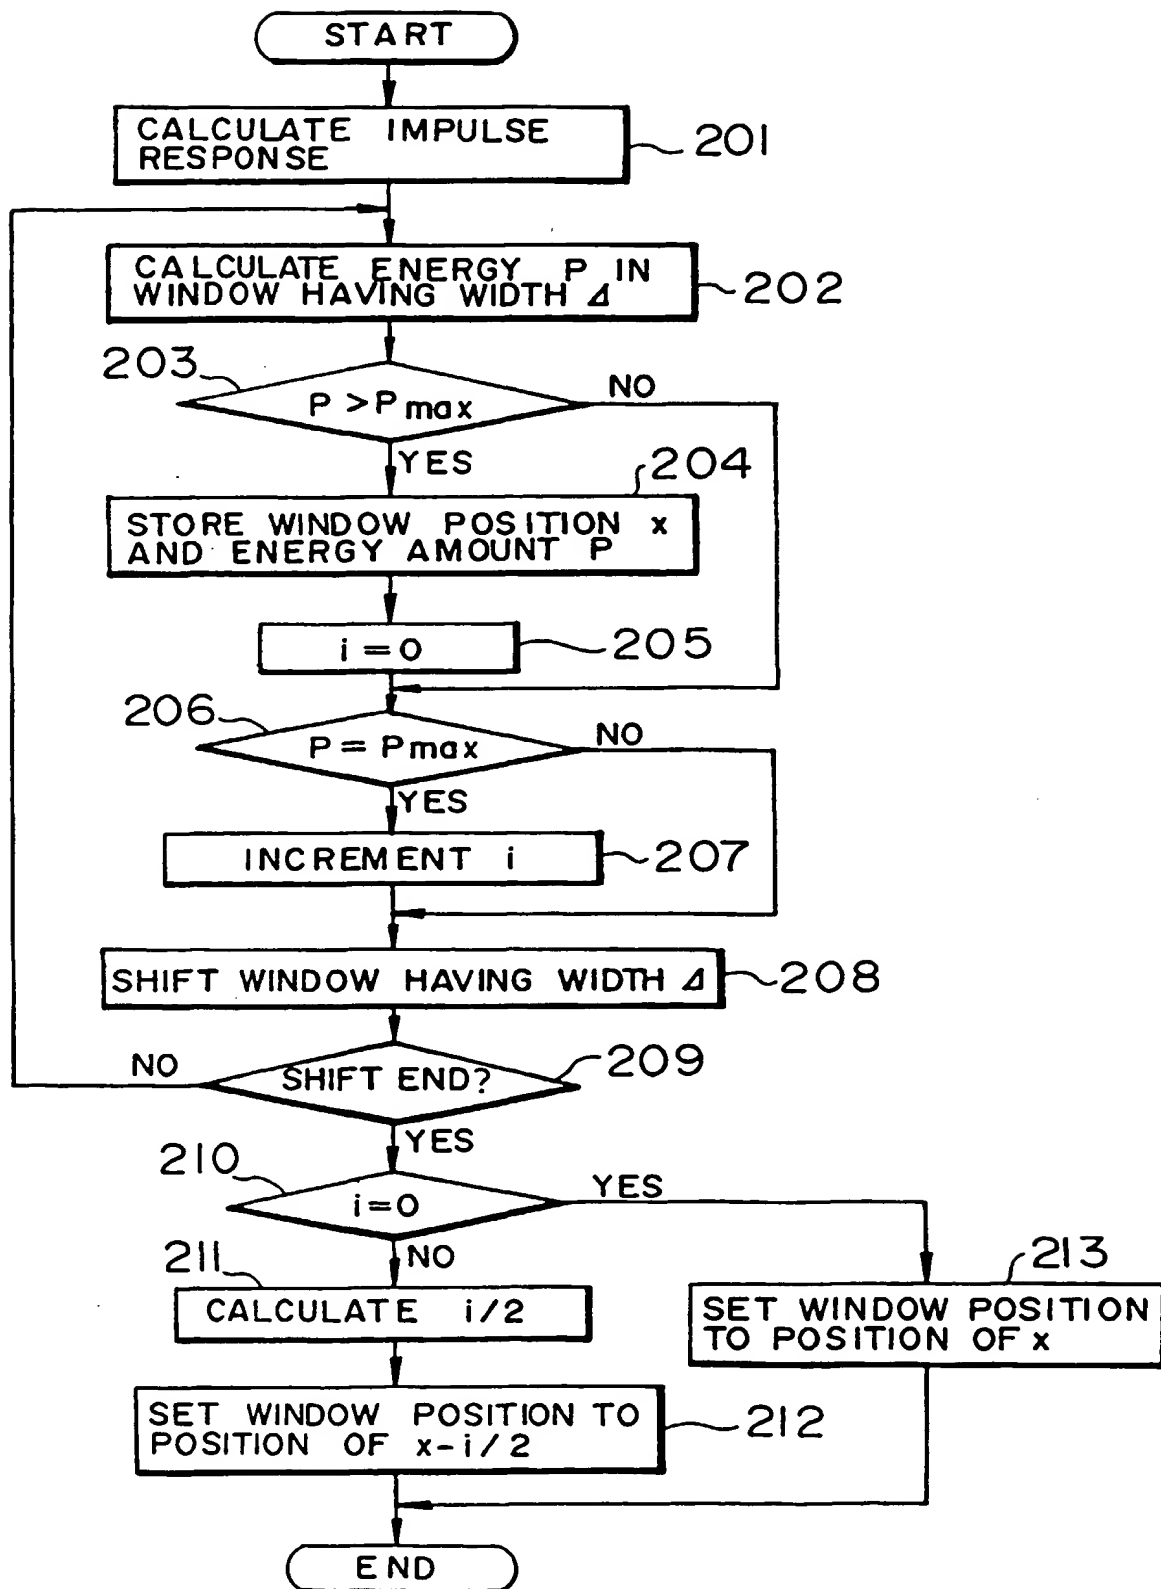 START
CALCULATE IMPULSE
RESPONSE
201
CALCULATE ENERGY P IN
WINDOW HAVING WIDTH Δ
202
203
P > Pmax
NO
YES
204
STORE WINDOW POSITION x
AND ENERGY AMOUNT P
i = 0
205
206
P = Pmax
NO
YES
INCREMENT i
207
SHIFT WINDOW HAVING WIDTH Δ
208
NO
SHIFT END?
209
YES
210
i = 0
YES
NO
211
CALCULATE i/2
213
SET WINDOW POSITION
TO POSITION OF x
SET WINDOW POSITION TO
POSITION OF x-i/2
212
END